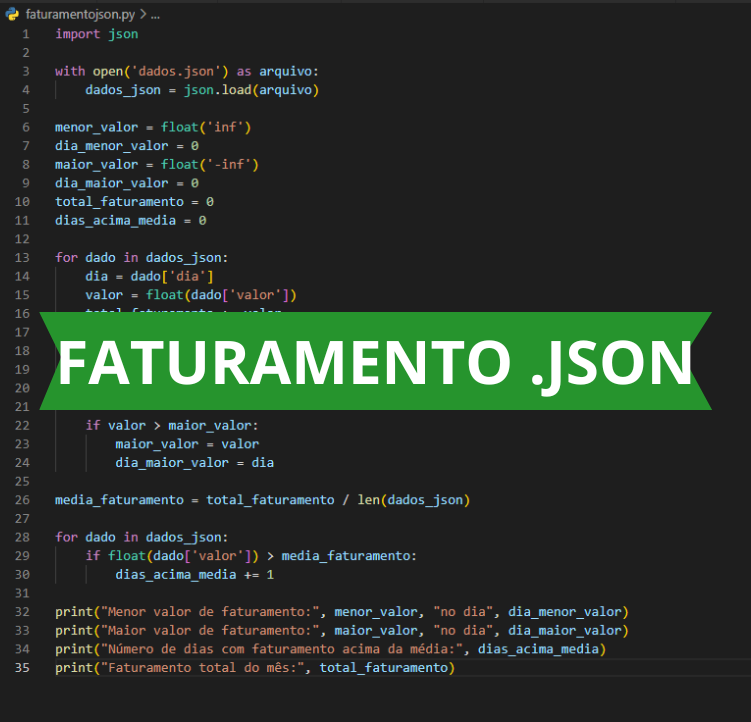 faturamentojson.py > ...
1 import json
2
3 with open('dados.json') as arquivo:
4 dados_json = json.load(arquivo)
5
6 menor_valor = float('inf')
7 dia_menor_valor = 0
8 maior_valor = float('-inf')
9 dia_maior_valor = 0
10 total_faturamento = 0
11 dias_acima_media = 0
12
13 for dado in dados_json:
14 dia = dado['dia']
15 valor = float(dado['valor'])
16
17
18
FATURAMENTO .JSON
19
20
21
22 if valor > maior_valor:
23 maior_valor = valor
24 dia_maior_valor = dia
25
26 media_faturamento = total_faturamento / len(dados_json)
27
28 for dado in dados_json:
29 if float(dado['valor']) > media_faturamento:
30 dias_acima_media += 1
31
32 print("Menor valor de faturamento:", menor_valor, "no dia", dia_menor_valor)
33 print("Maior valor de faturamento:", maior_valor, "no dia", dia_maior_valor)
34 print("Número de dias com faturamento acima da média:", dias_acima_media)
35 print("Faturamento total do mês:", total_faturamento)